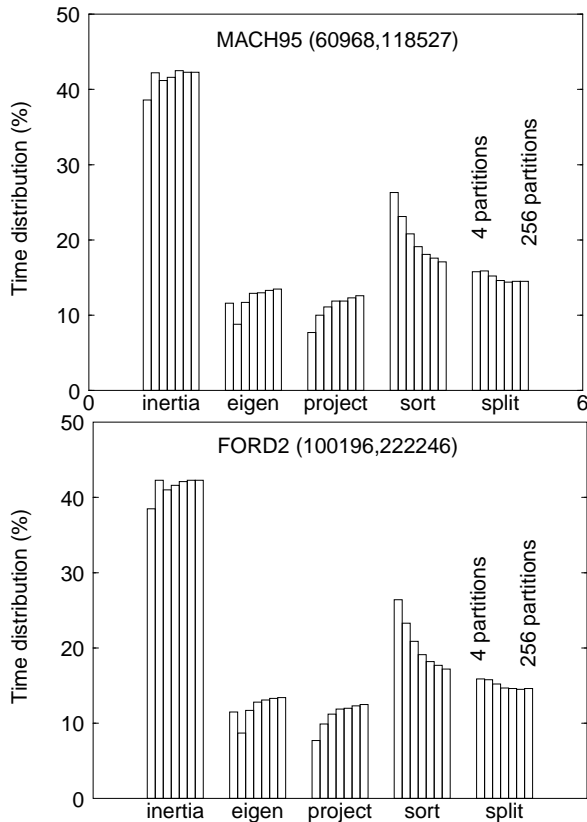 50
MACH95 (60968,118527)
40
30
20
10
0
Time distribution (%)
4 partitions
256 partitions
0 inertia eigen project sort split 6
50
FORD2 (100196,222246)
40
30
20
10
0
Time distribution (%)
4 partitions
256 partitions
inertia eigen project sort split